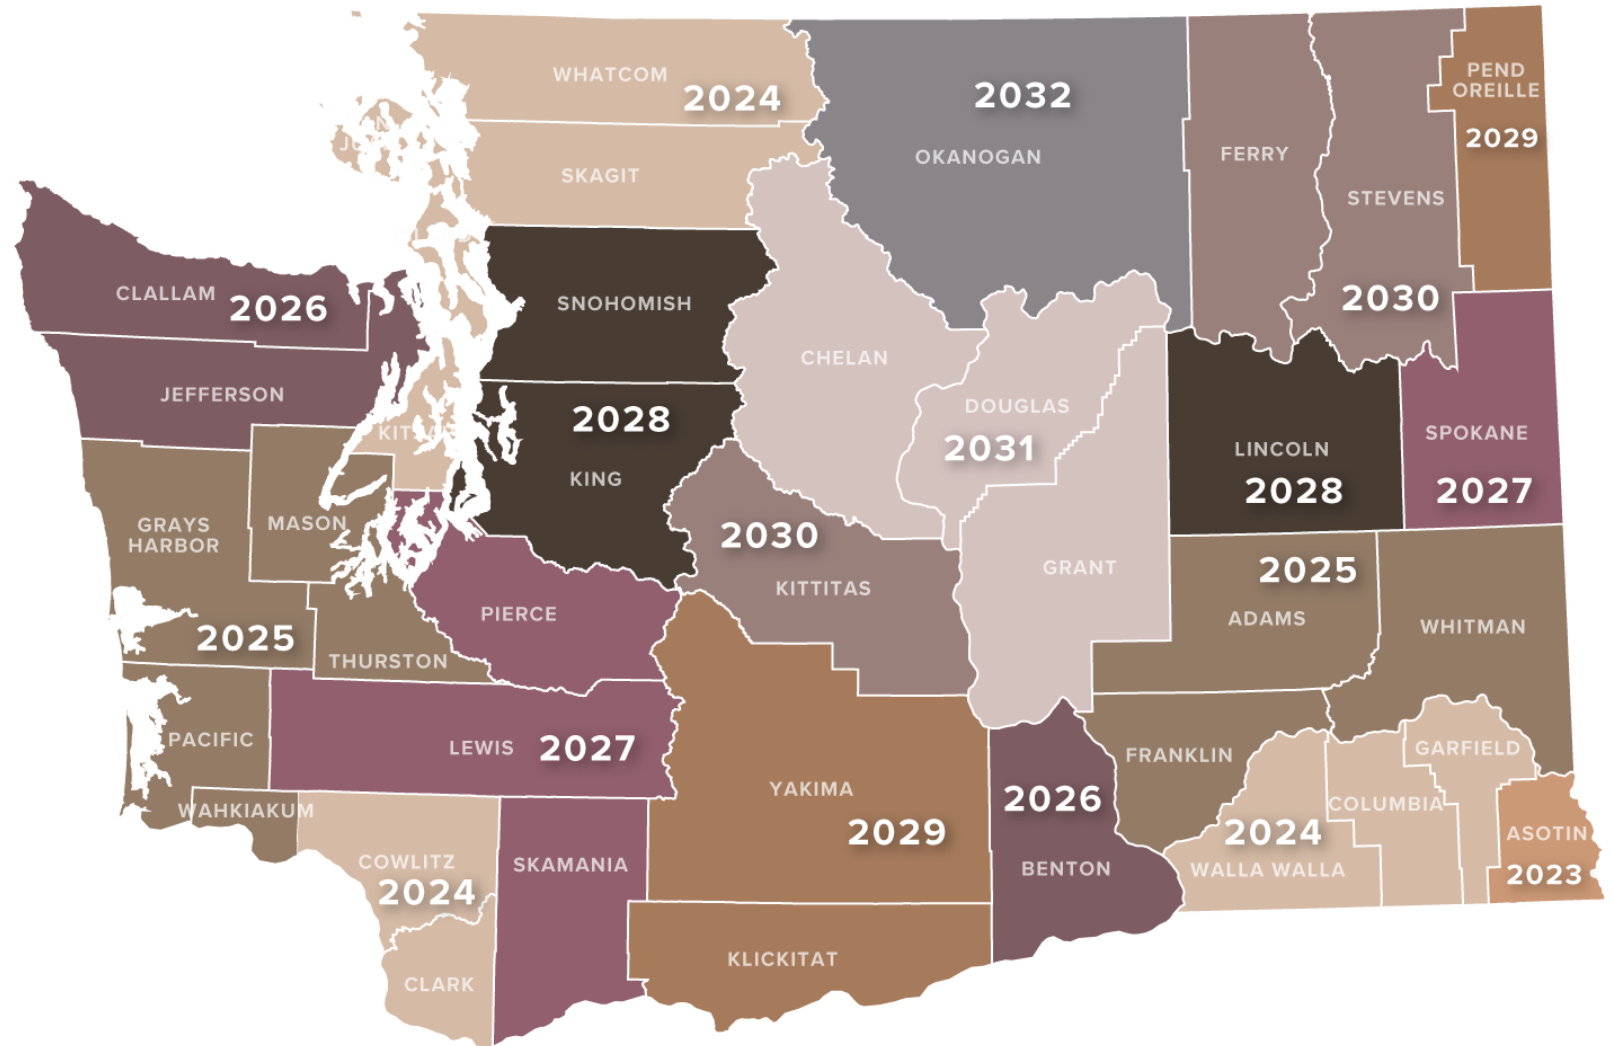 WHATCOM
2024
SKAGIT
2032
OKANOGAN
FERRY
STEVENS
2030
PEND
OREILLE
2029
CLALLAM
2026
JEFFERSON
SNOHOMISH
2028
KING
CHELAN
DOUGLAS
2031
GRANT
LINCOLN
2028
SPOKANE
2027
GRAYS
HARBOR
2025
MASON
THURSTON
PIERCE
2030
KITTITAS
2025
ADAMS
WHITMAN
PACIFIC
LEWIS
2027
WAHKIAKUM
COWLITZ
2024
CLARK
SKAMANIA
YAKIMA
2029
KLICKITAT
2026
BENTON
FRANKLIN
2024
WALLA WALLA
COLUMBIA
GARFIELD
ASOTIN
2023